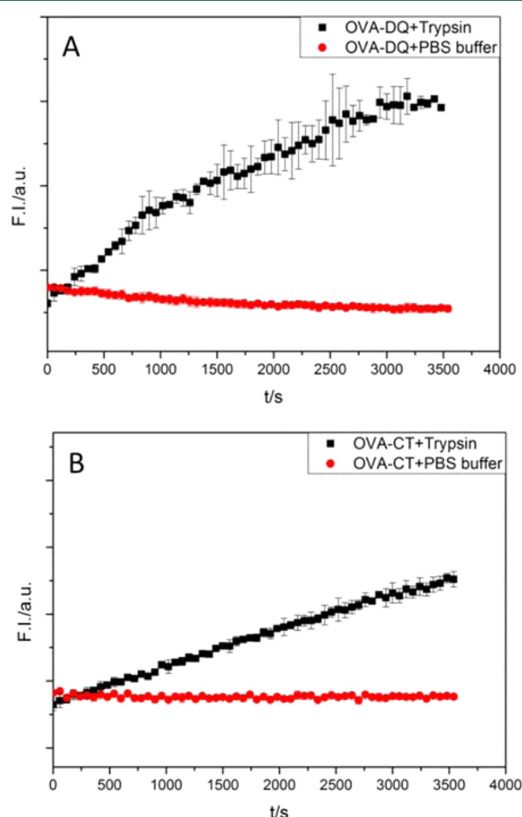 A
OVA-DQ+Trypsin
OVA-DQ+PBS buffer
F.I./a.u.
0 500 1000 1500 2000 2500 3000 3500 4000
t/s
B
OVA-CT+Trypsin
OVA-CT+PBS buffer
F.I./a.u.
0 500 1000 1500 2000 2500 3000 3500 4000
t/s